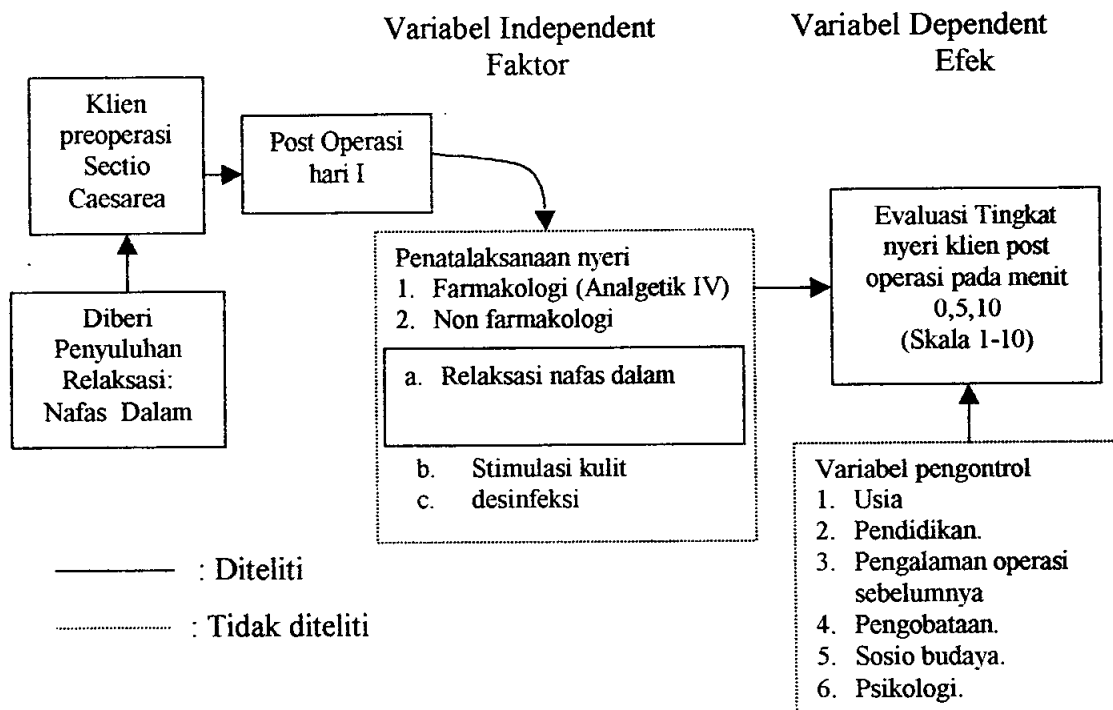 Variabel Independent
Faktor
Variabel Dependent
Efek
Klien
preoperasi
Sectio
Caesarea
Post Operasi
hari I
Diberi
Penyuluhan
Relaksasi:
Nafas Dalam
Penatalaksanaan nyeri
1. Farmakologi (Analgetik IV)
2. Non farmakologi
a. Relaksasi nafas dalam
b. Stimulasi kulit
c. desinfeksi
Evaluasi Tingkat
nyeri klien post
operasi pada menit
0,5,10
(Skala 1-10)
Variabel pengontrol
1. Usia
2. Pendidikan.
3. Pengalaman operasi
sebelumnya
4. Pengobataan.
5. Sosio budaya.
6. Psikologi.
: Diteliti
: Tidak diteliti